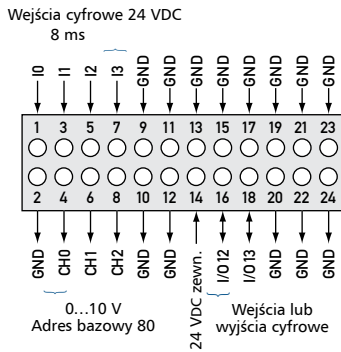 Wejścia cyfrowe 24 VDC
8 ms
I0 I1 I2 I3 GND GND GND GND GND GND GND GND
1 3 5 7 9 11 13 15 17 19 21 23
2 4 6 8 10 12 14 16 18 20 22 24
GND CH0 CH1 CH2 GND GND 24 VDC zewn. I/O12 I/O13 GND GND GND
0...10 V
Adres bazowy 80
Wejścia lub
wyjścia cyfrowe